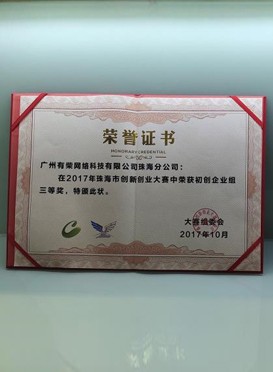 荣誉证书
HONORARY CREDENTIAL
广州有荣网络科技有限公司珠海分公司：
在2017年珠海市创新创业大赛中荣获初创企业组
三等奖，特颁此状。
大赛组委会
2017年10月